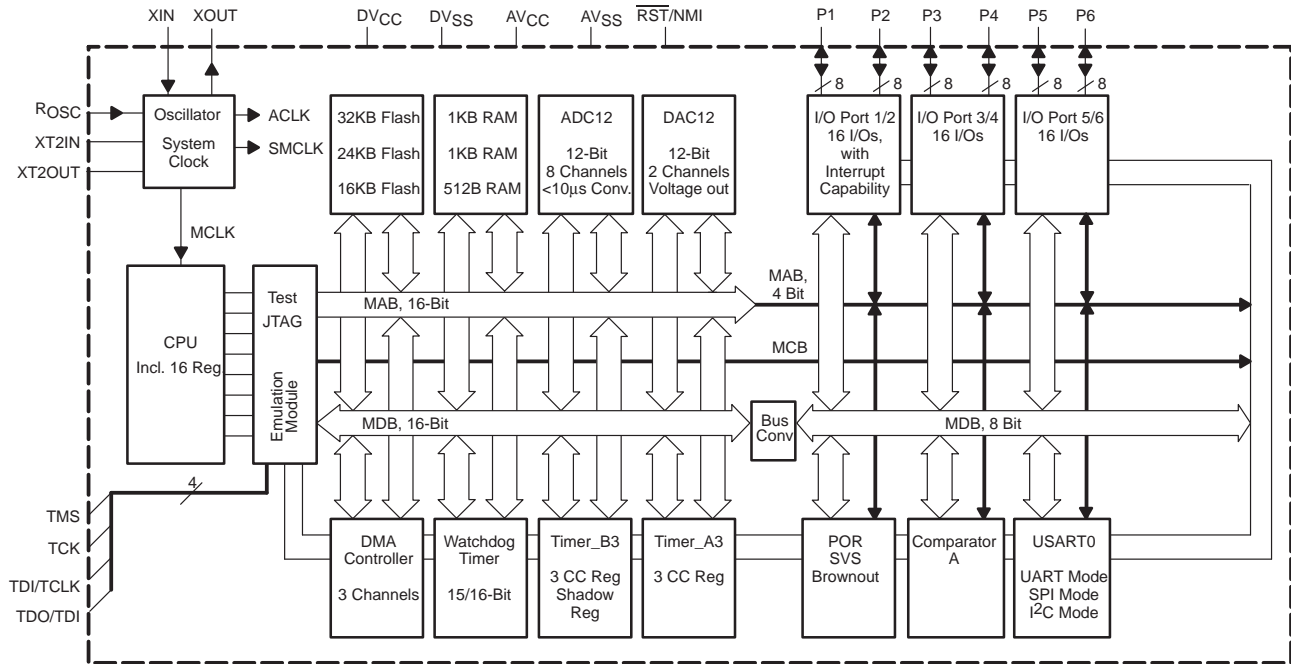 XIN XOUT DVCC DVSS AVCC AVSS RST/NMI P1 P2 P3 P4 P5 P6
8 8 8 8 8 8
ROSC
XT2IN
XT2OUT
Oscillator
System
Clock
ACLK
SMCLK
MCLK
32KB Flash
24KB Flash
16KB Flash
1KB RAM
1KB RAM
512B RAM
ADC12
12-Bit
8 Channels
<10µs Conv.
DAC12
12-Bit
2 Channels
Voltage out
I/O Port 1/2
16 I/Os,
with
Interrupt
Capability
I/O Port 3/4
16 I/Os
I/O Port 5/6
16 I/Os
CPU
Incl. 16 Reg.
Test
JTAG
Emulation
Module
MAB, 16-Bit
MAB,
4 Bit
MCB
MDB, 16-Bit
Bus
Conv
MDB, 8 Bit
4
TMS
TCK
TDI/TCLK
TDO/TDI
DMA
Controller
3 Channels
Watchdog
Timer
15/16-Bit
Timer_B3
3 CC Reg
Shadow
Reg
Timer_A3
3 CC Reg
POR
SVS
Brownout
Comparator
A
USART0
UART Mode
SPI Mode
I2C Mode